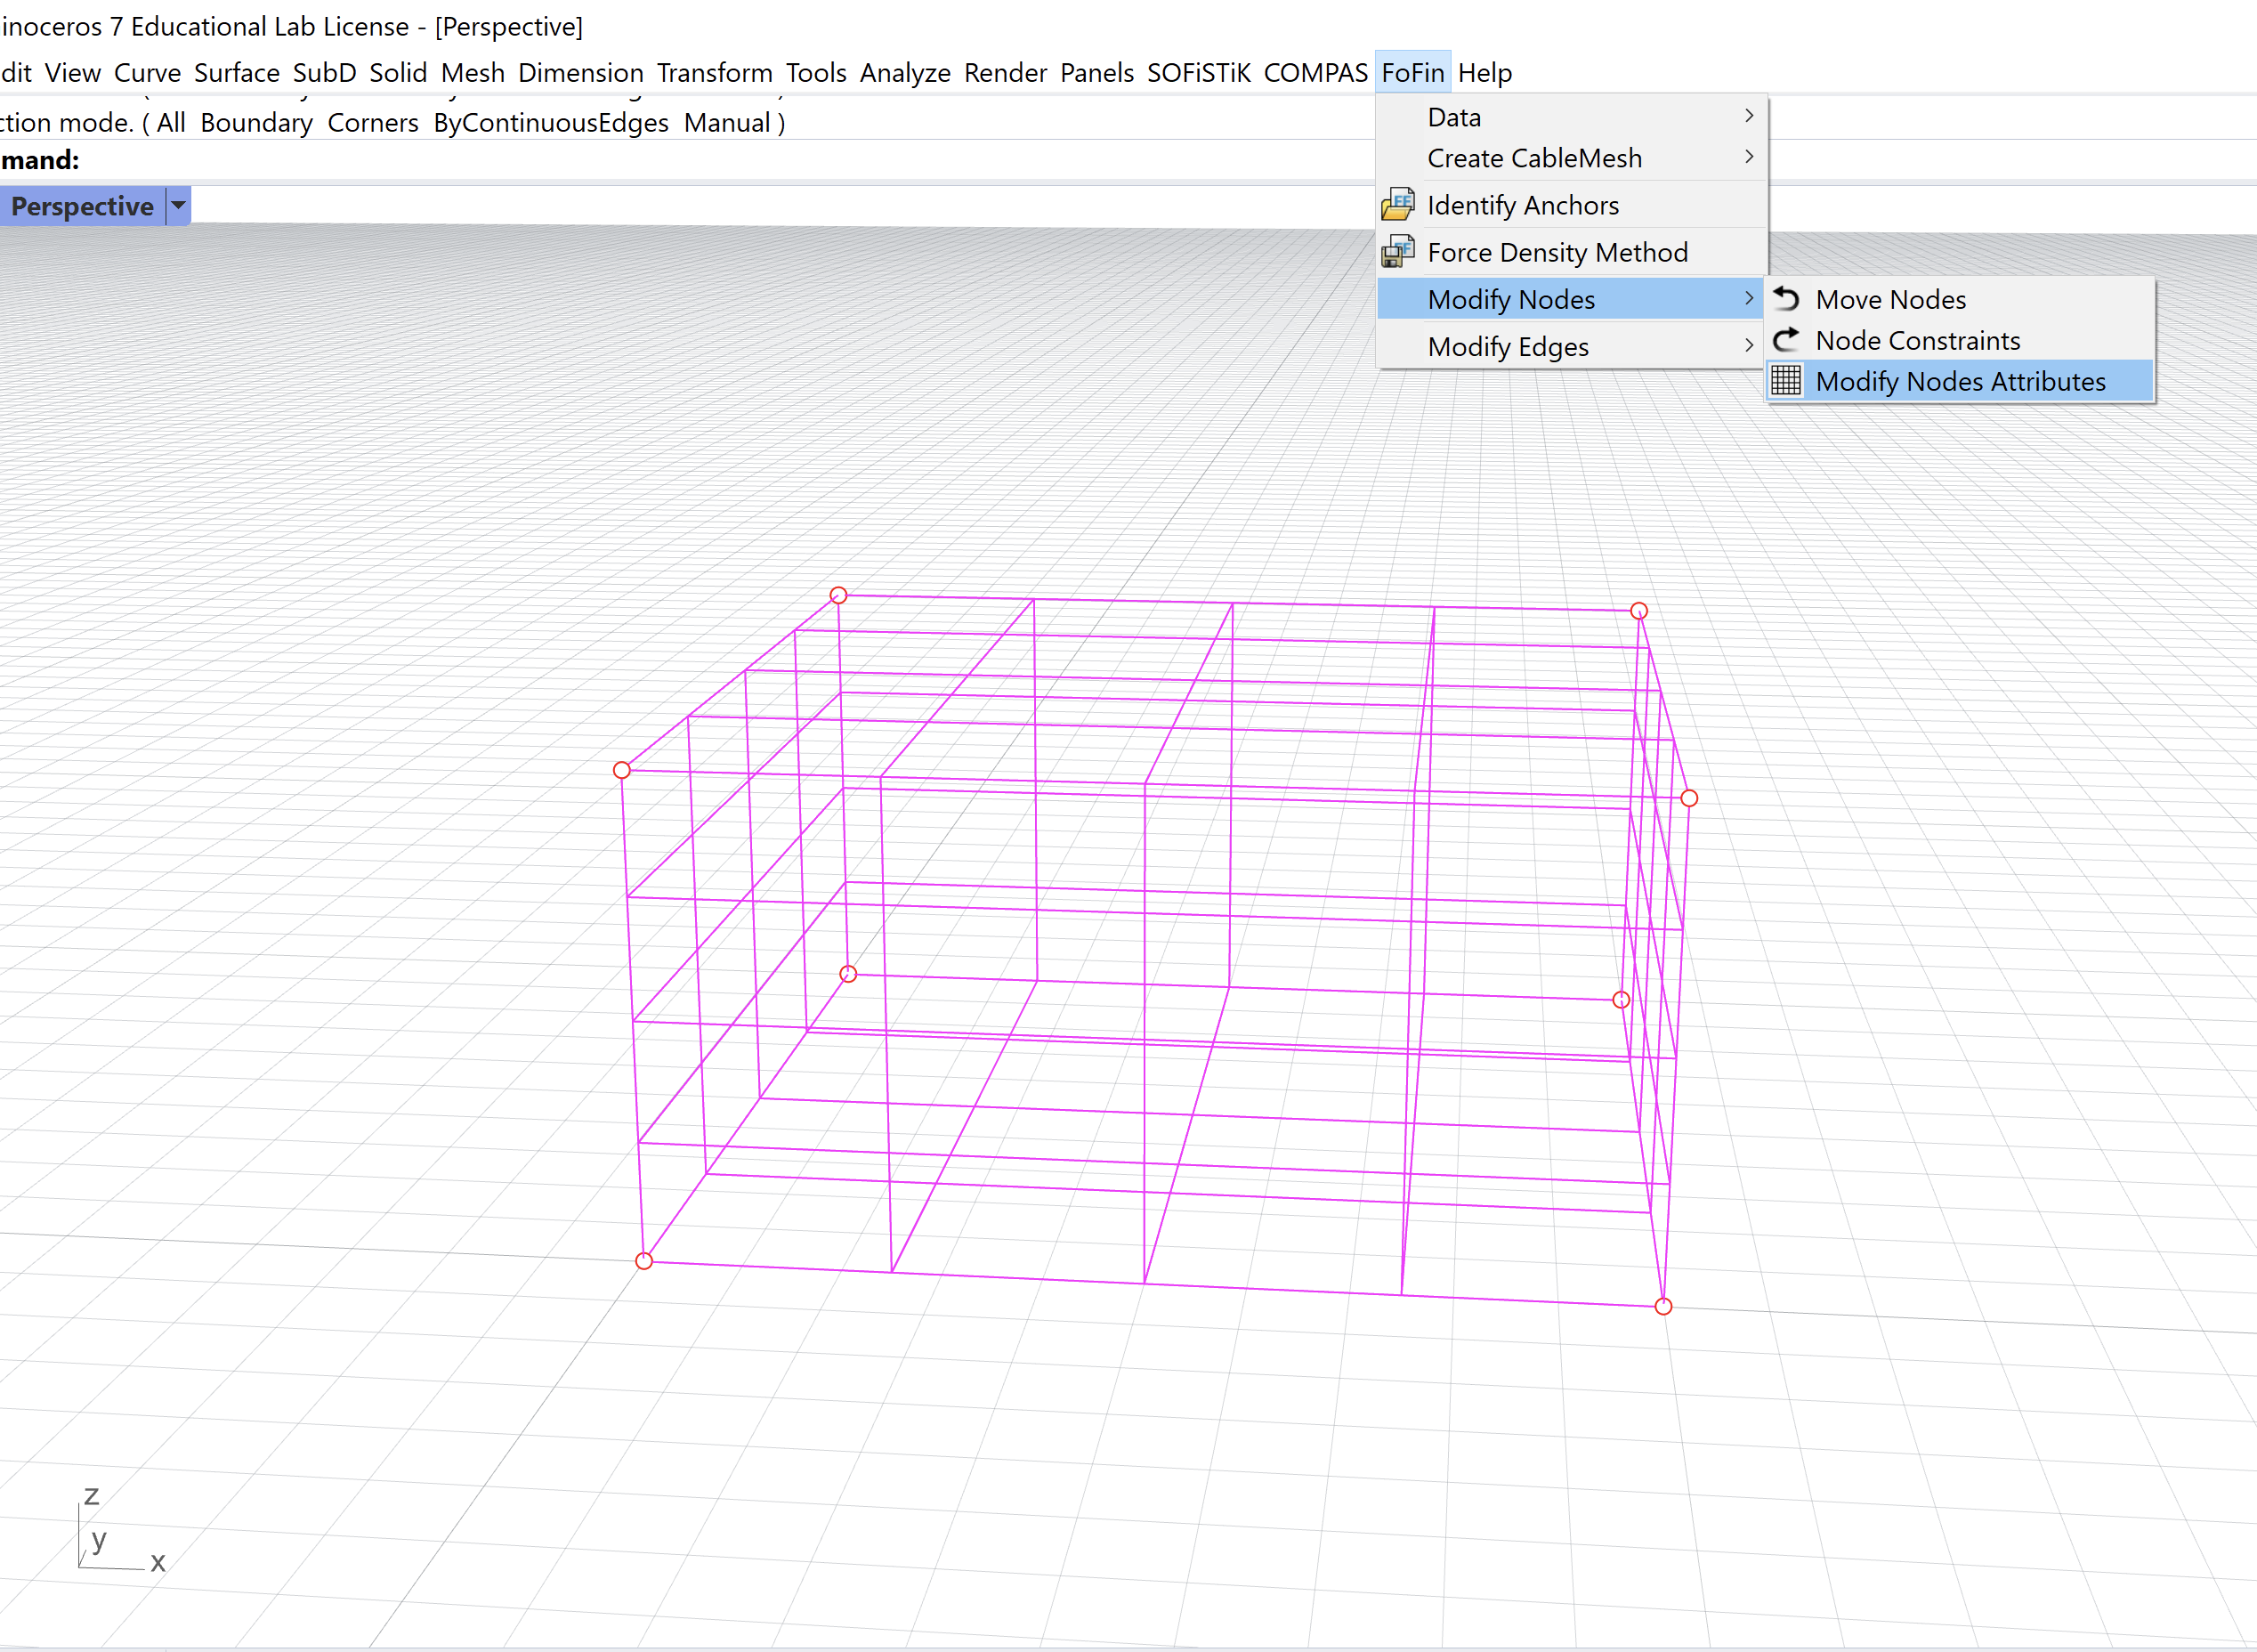 inoceros 7 Educational Lab License - [Perspective]
dit View Curve Surface SubD Solid Mesh Dimension Transform Tools Analyze Render Panels SOFiSTiK COMPAS FoFin Help
ction mode. ( All Boundary Corners ByContinuousEdges Manual )
mand:
Perspective
Data
Create CableMesh
Identify Anchors
Force Density Method
Modify Nodes
Modify Edges
Move Nodes
Node Constraints
Modify Nodes Attributes
z
y
x